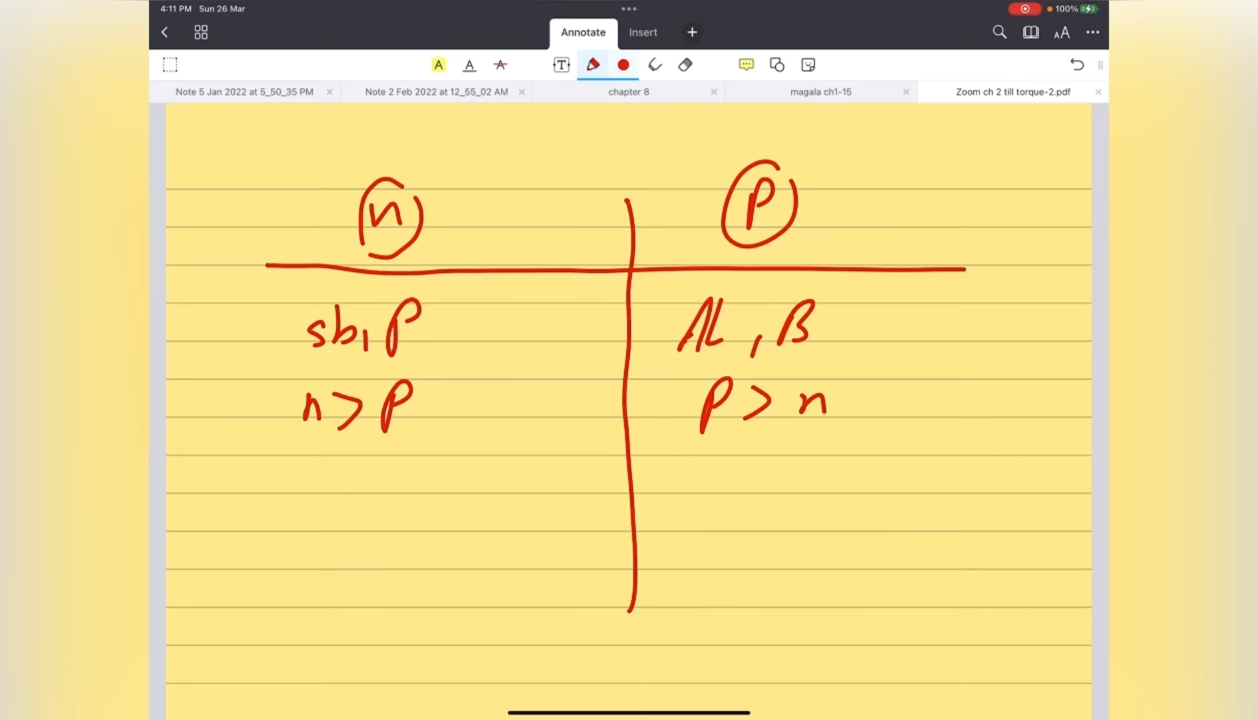 4:11 PM Sun 26 Mar
100%
Annotate Insert +
AA
A A A T
Note 5 Jan 2022 at 5_50_35 PM × Note 2 Feb 2022 at 12_55_02 AM × chapter 8 × magala ch1-15 × Zoom ch 2 till torque-2.pdf ×
n P
sb, P AL, B
n > P P > n